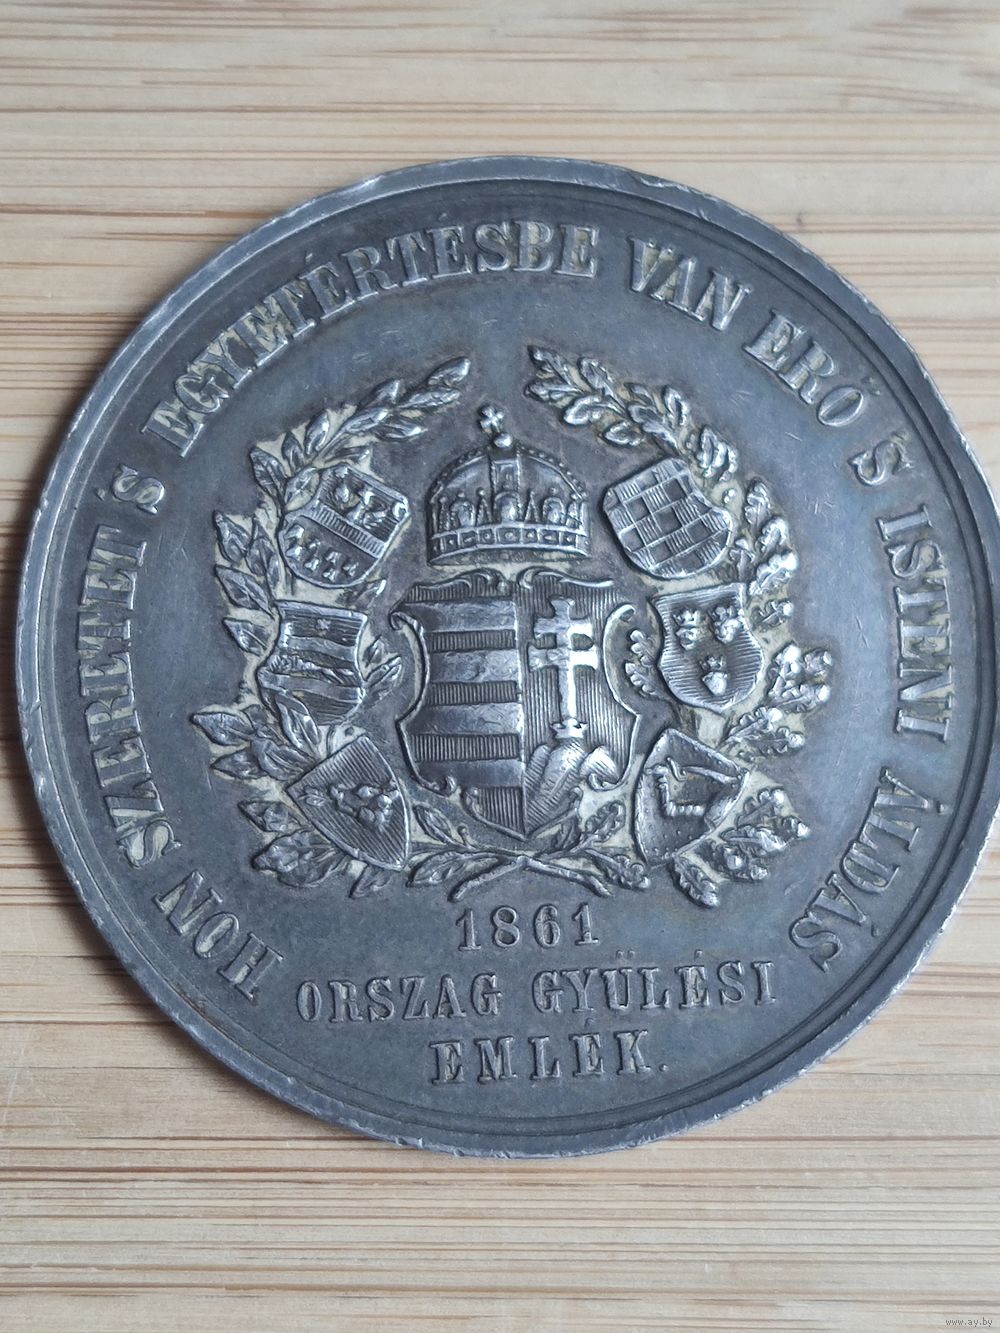 HON SZERETET 'S EGYETÉRTÉSBE VAN ERŐ 'S ISTENI ÁLDÁS
1861
ORSZAG GYÜLÉSI
EMLÉK.
www.ay.by